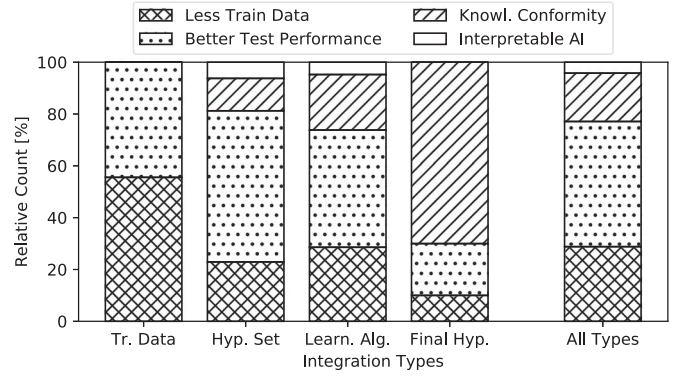 Less Train Data
Knowl. Conformity
Better Test Performance
Interpretable AI
100
80
60
40
20
0
Relative Count [%]
Tr. Data
Hyp. Set
Learn. Alg.
Final Hyp.
All Types
Integration Types